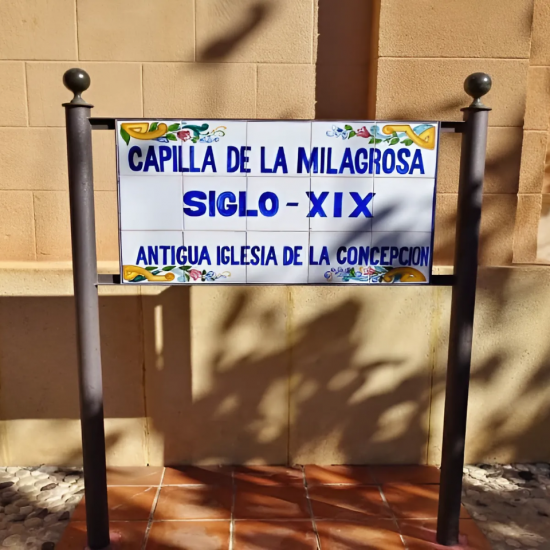 CAPILLA DE LA MILAGROSA
SIGLO - XIX
ANTIGUA IGLESIA DE LA CONCEPCION